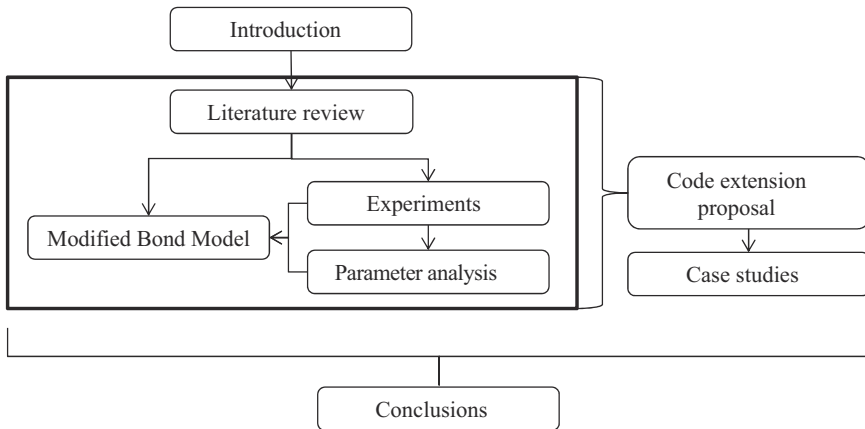 Introduction
Literature review
Experiments
Modified Bond Model
Parameter analysis
Code extension
proposal
Case studies
Conclusions